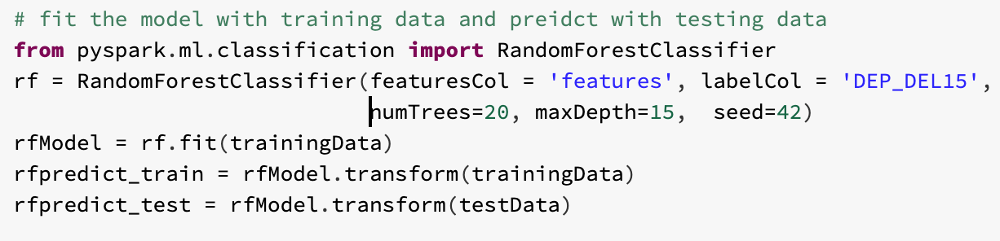 # fit the model with training data and preidct with testing data
from pyspark.ml.classification import RandomForestClassifier
rf = RandomForestClassifier(featuresCol = 'features', labelCol = 'DEP_DEL15',
numTrees=20, maxDepth=15,  seed=42)
rfModel = rf.fit(trainingData)
rfpredict_train = rfModel.transform(trainingData)
rfpredict_test = rfModel.transform(testData)